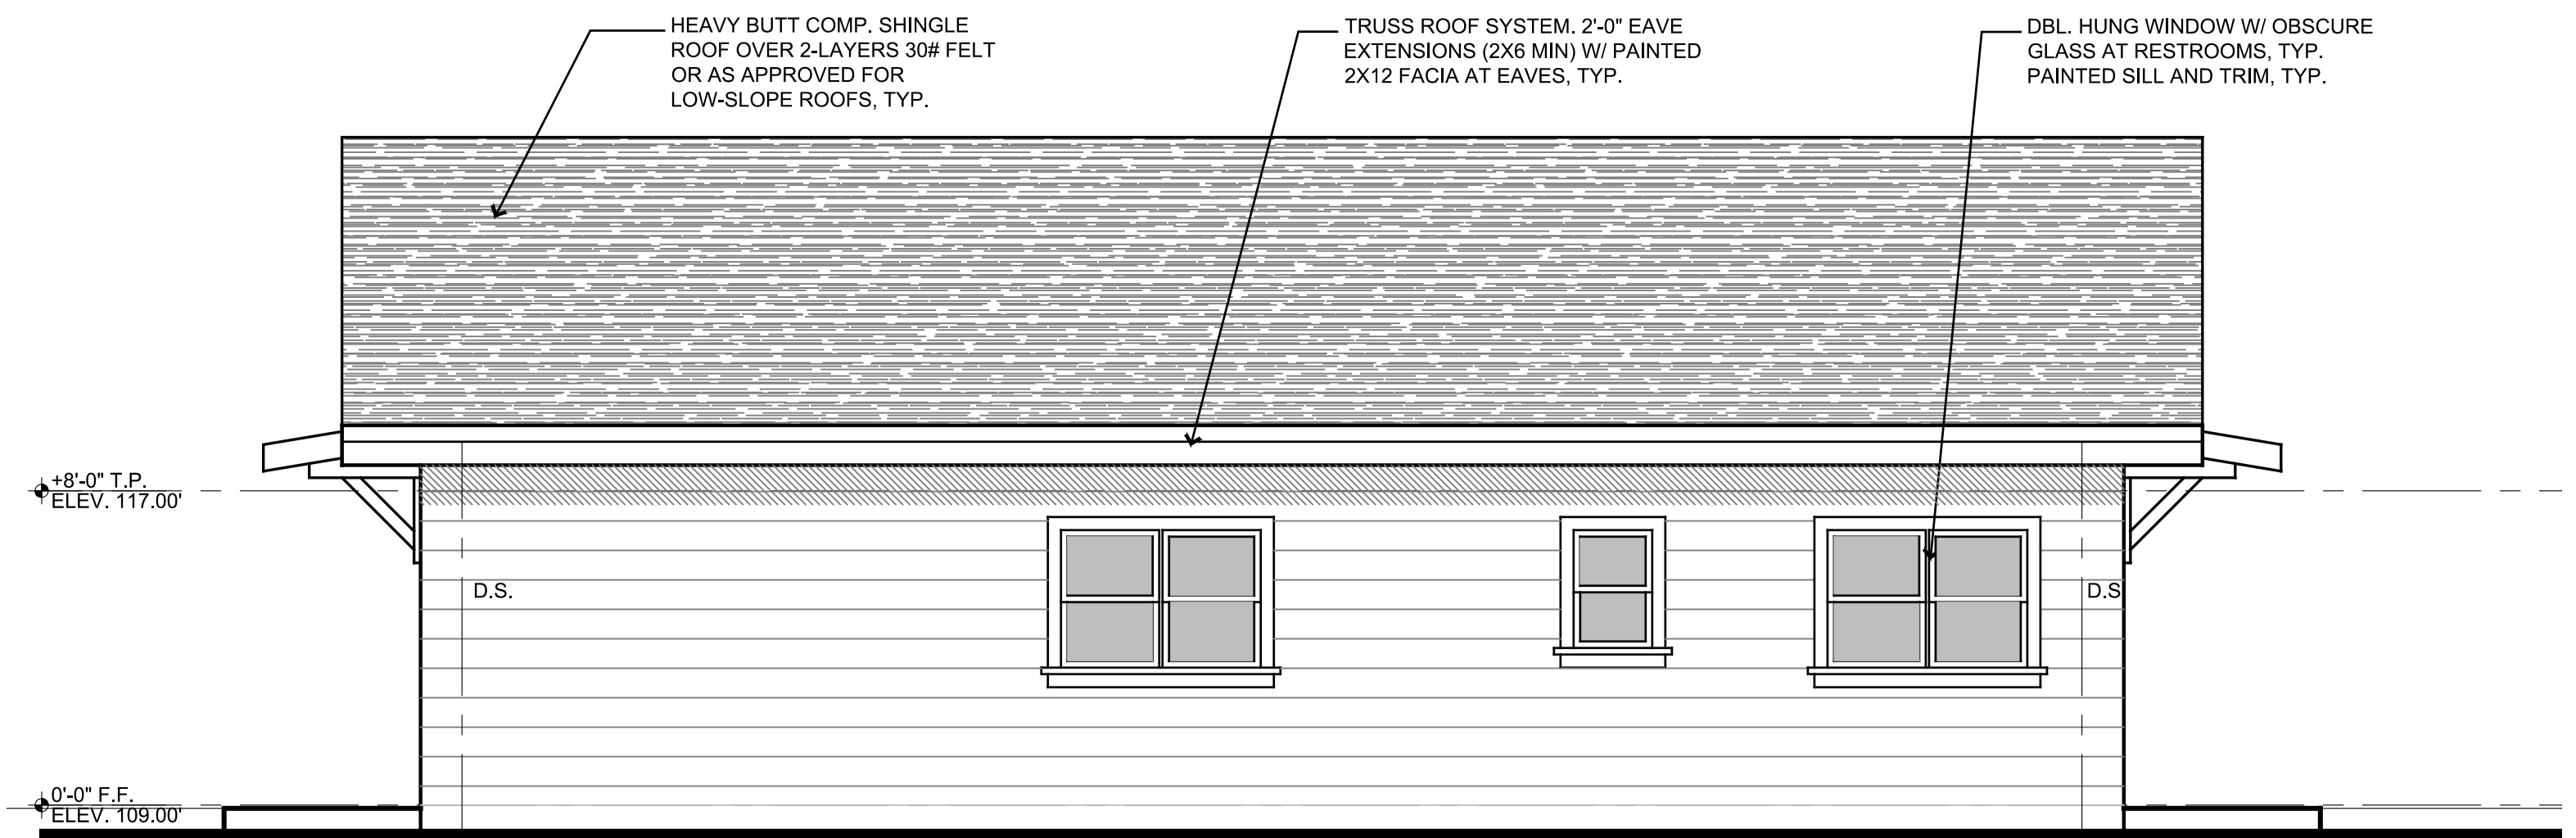 HEAVY BUTT COMP. SHINGLE
ROOF OVER 2-LAYERS 30# FELT
OR AS APPROVED FOR
LOW-SLOPE ROOFS, TYP.
TRUSS ROOF SYSTEM. 2'-0" EAVE
EXTENSIONS (2X6 MIN) W/ PAINTED
2X12 FACIA AT EAVES, TYP.
DBL. HUNG WINDOW W/ OBSCURE
GLASS AT RESTROOMS, TYP.
PAINTED SILL AND TRIM, TYP.
+8'-0" T.P.
ELEV. 117.00'
D.S.
D.S
0'-0" F.F.
ELEV. 109.00'